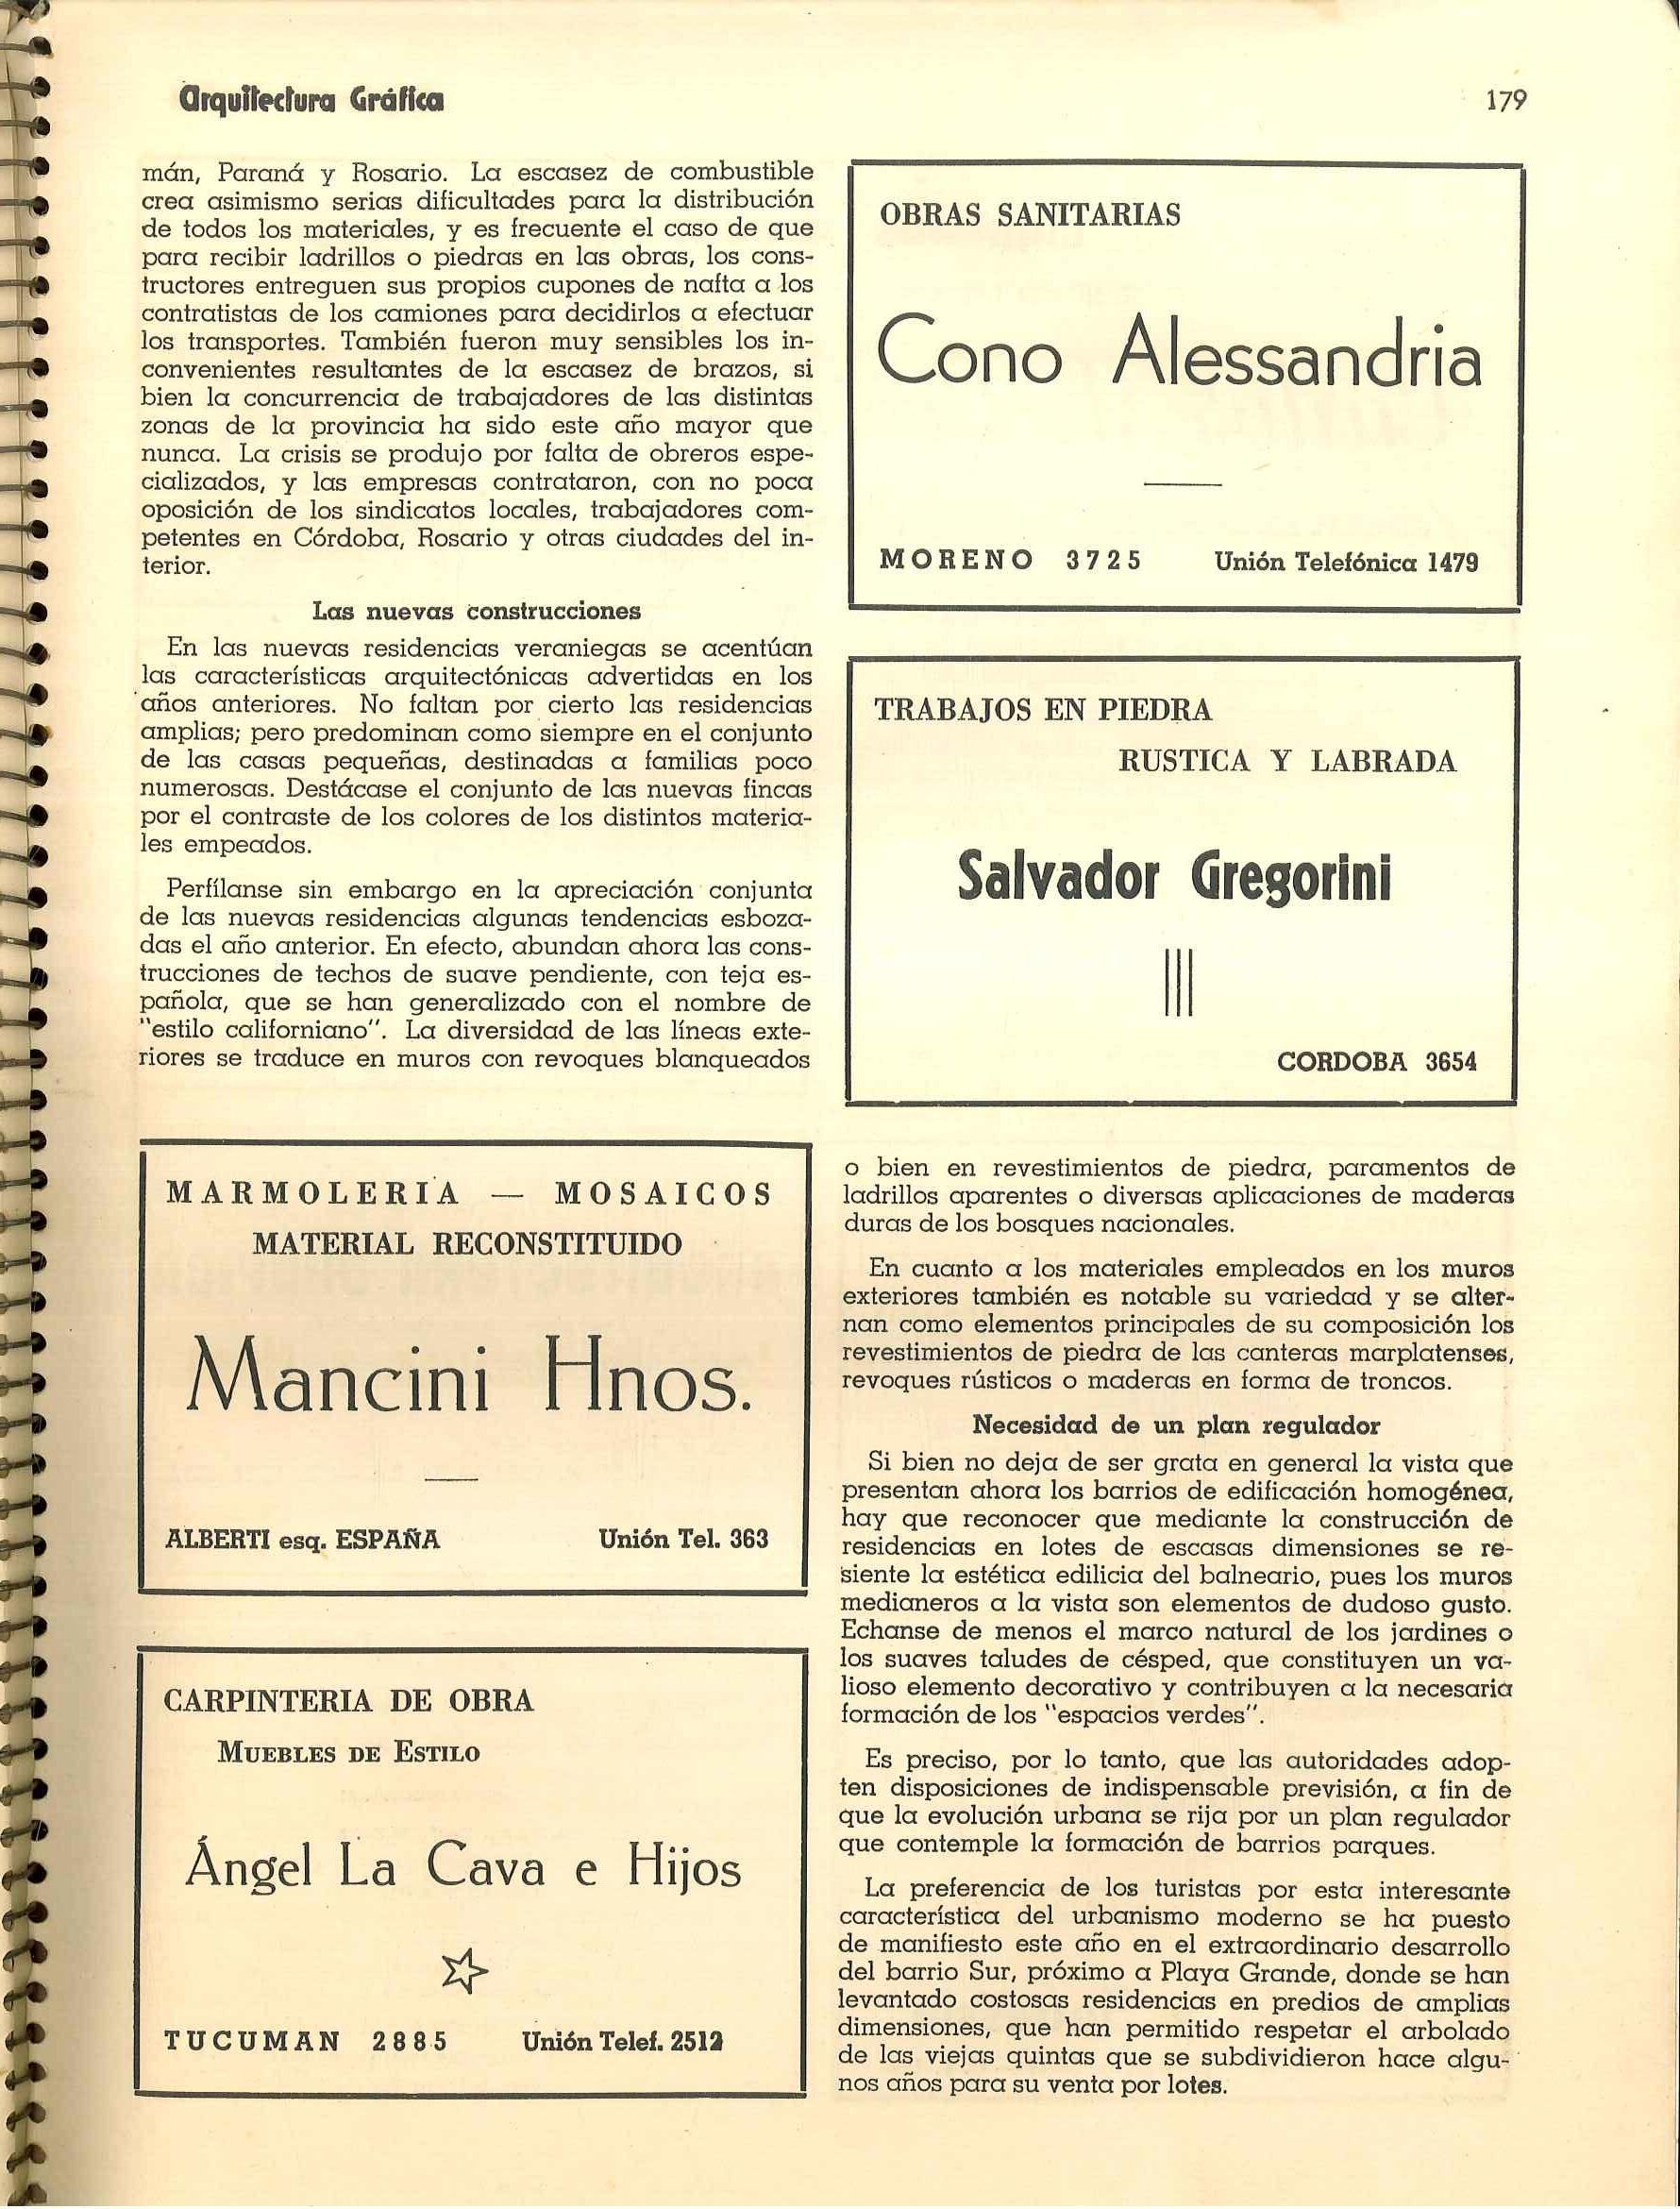 Arquitectura Gráfica
179
mán, Paraná y Rosario. La escasez de combustible
crea asimismo serias dificultades para la distribución
de todos los materiales, y es frecuente el caso de que
para recibir ladrillos o piedras en las obras, los cons-
tructores entreguen sus propios cupones de nafta a los
contratistas de los camiones para decidirlos a efectuar
los transportes. También fueron muy sensibles los in-
convenientes resultantes de la escasez de brazos, si
bien la concurrencia de trabajadores de las distintas
zonas de la provincia ha sido este año mayor que
nunca. La crisis se produjo por falta de obreros espe-
cializados, y las empresas contrataron, con no poca
oposición de los sindicatos locales, trabajadores com-
petentes en Córdoba, Rosario y otras ciudades del in-
terior.
Las nuevas construcciones
En las nuevas residencias veraniegas se acentúan
las características arquitectónicas advertidas en los
años anteriores. No faltan por cierto las residencias
amplias; pero predominan como siempre en el conjunto
de las casas pequeñas, destinadas a familias poco
numerosas. Destácase el conjunto de las nuevas fincas
por el contraste de los colores de los distintos materia-
les empeados.
Perfílanse sin embargo en la apreciación conjunta
de las nuevas residencias algunas tendencias esboza-
das el año anterior. En efecto, abundan ahora las cons-
trucciones de techos de suave pendiente, con teja es-
pañola, que se han generalizado con el nombre de
"estilo californiano". La diversidad de las líneas exte-
riores se traduce en muros con revoques blanqueados
OBRAS SANITARIAS
Cono Alessandria
MORENO 3725 Unión Telefónica 1479
TRABAJOS EN PIEDRA
RUSTICA Y LABRADA
Salvador Gregorini
CORDOBA 3654
MARMOLERIA — MOSAICOS
MATERIAL RECONSTITUIDO
Mancini Hnos.
ALBERTI esq. ESPAÑA Unión Tel. 363
CARPINTERIA DE OBRA
MUEBLES DE ESTILO
Ángel La Cava e Hijos
TUCUMAN 2885 Unión Telef. 2512
o bien en revestimientos de piedra, paramentos de
ladrillos aparentes o diversas aplicaciones de maderas
duras de los bosques nacionales.
En cuanto a los materiales empleados en los muros
exteriores también es notable su variedad y se alter-
nan como elementos principales de su composición los
revestimientos de piedra de las canteras marplatenses,
revoques rústicos o maderas en forma de troncos.
Necesidad de un plan regulador
Si bien no deja de ser grata en general la vista que
presentan ahora los barrios de edificación homogénea,
hay que reconocer que mediante la construcción de
residencias en lotes de escasas dimensiones se re-
siente la estética edilicia del balneario, pues los muros
medianeros a la vista son elementos de dudoso gusto.
Echanse de menos el marco natural de los jardines o
los suaves taludes de césped, que constituyen un va-
lioso elemento decorativo y contribuyen a la necesaria
formación de los "espacios verdes".
Es preciso, por lo tanto, que las autoridades adop-
ten disposiciones de indispensable previsión, a fin de
que la evolución urbana se rija por un plan regulador
que contemple la formación de barrios parques.
La preferencia de los turistas por esta interesante
característica del urbanismo moderno se ha puesto
de manifiesto este año en el extraordinario desarrollo
del barrio Sur, próximo a Playa Grande, donde se han
levantado costosas residencias en predios de amplias
dimensiones, que han permitido respetar el arbolado
de las viejas quintas que se subdividieron hace algu-
nos años para su venta por lotes.